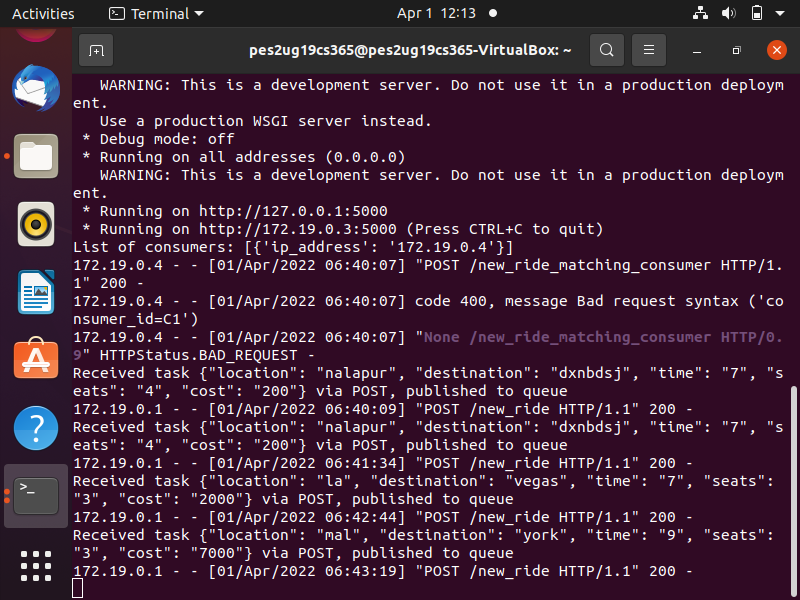 Activities
Terminal
Apr 1 12:13
pes2ug19cs365@pes2ug19cs365-VirtualBox: ~
   WARNING: This is a development server. Do not use it in a production deploym
ent.
   Use a production WSGI server instead.
 * Debug mode: off
 * Running on all addresses (0.0.0.0)
   WARNING: This is a development server. Do not use it in a production deploym
ent.
 * Running on http://127.0.0.1:5000
 * Running on http://172.19.0.3:5000 (Press CTRL+C to quit)
List of consumers: [{'ip_address': '172.19.0.4'}]
172.19.0.4 - - [01/Apr/2022 06:40:07] "POST /new_ride_matching_consumer HTTP/1.
1" 200 -
172.19.0.4 - - [01/Apr/2022 06:40:07] code 400, message Bad request syntax ('co
nsumer_id=C1')
172.19.0.4 - - [01/Apr/2022 06:40:07] "None /new_ride_matching_consumer HTTP/0.
9" HTTPStatus.BAD_REQUEST -
Received task {"location": "nalapur", "destination": "dxnbdsj", "time": "7", "s
eats": "4", "cost": "200"} via POST, published to queue
172.19.0.1 - - [01/Apr/2022 06:40:09] "POST /new_ride HTTP/1.1" 200 -
Received task {"location": "nalapur", "destination": "dxnbdsj", "time": "7", "s
eats": "4", "cost": "200"} via POST, published to queue
172.19.0.1 - - [01/Apr/2022 06:41:34] "POST /new_ride HTTP/1.1" 200 -
Received task {"location": "la", "destination": "vegas", "time": "7", "seats": 
"3", "cost": "2000"} via POST, published to queue
172.19.0.1 - - [01/Apr/2022 06:42:44] "POST /new_ride HTTP/1.1" 200 -
Received task {"location": "mal", "destination": "york", "time": "9", "seats": 
"3", "cost": "7000"} via POST, published to queue
172.19.0.1 - - [01/Apr/2022 06:43:19] "POST /new_ride HTTP/1.1" 200 -